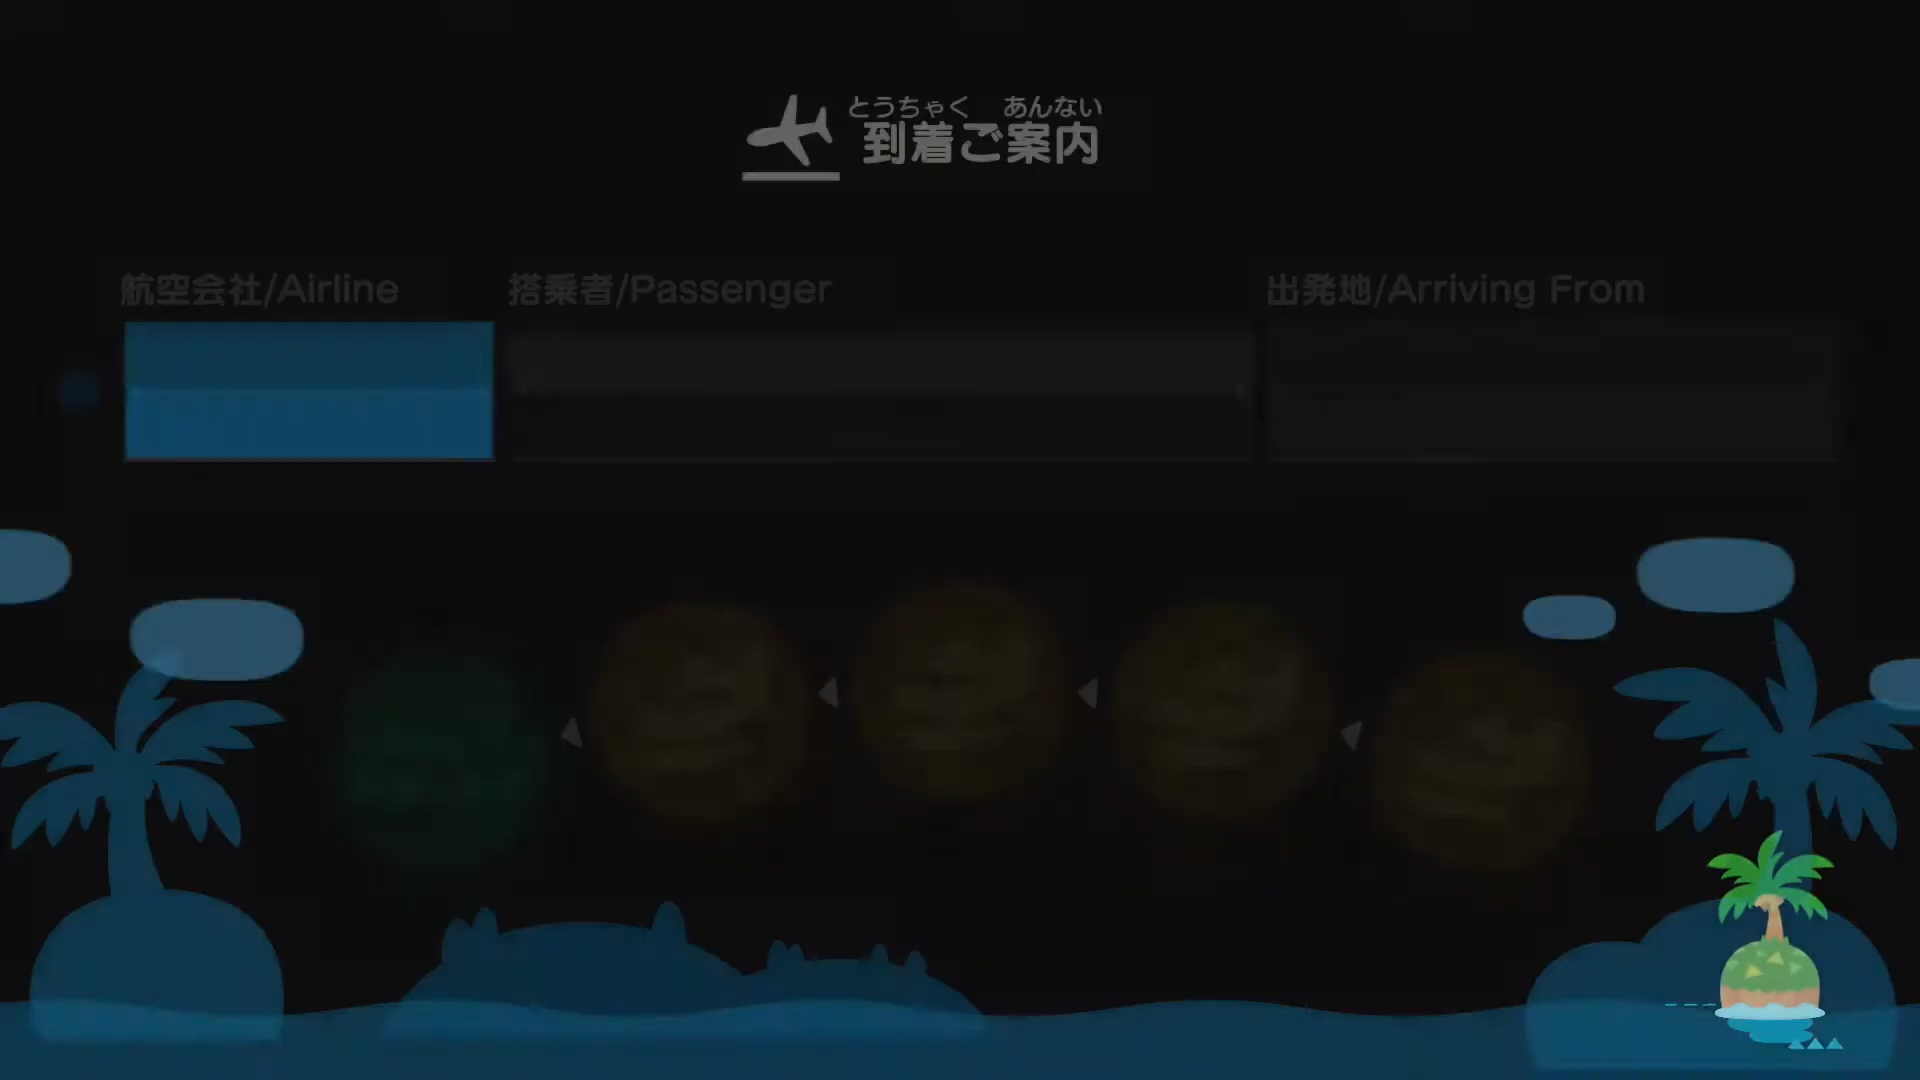 とうちゃく あんない
到着ご案内
航空会社/Airline 搭乗者/Passenger 出発地/Arriving From